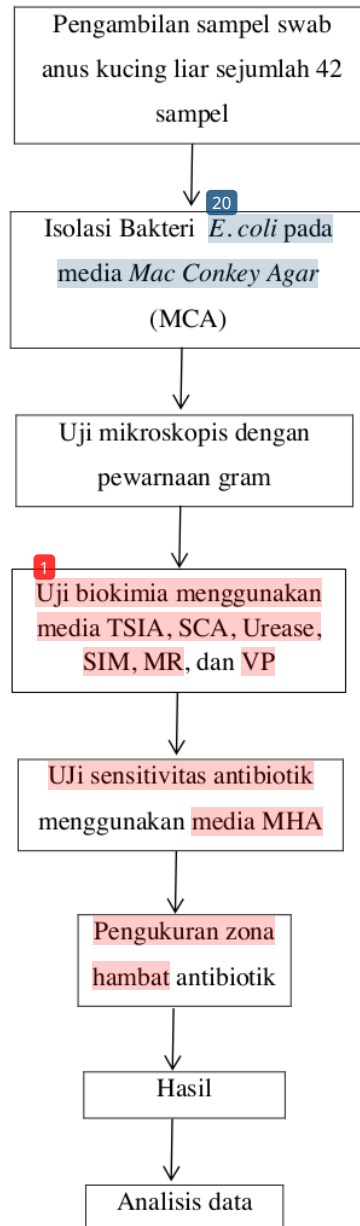 Pengambilan sampel swab
anus kucing liar sejumlah 42
sampel
20
Isolasi Bakteri E. coli pada
media Mac Conkey Agar
(MCA)
Uji mikroskopis dengan
pewarnaan gram
1
Uji biokimia menggunakan
media TSIA, SCA, Urease,
SIM, MR, dan VP
UJi sensitivitas antibiotik
menggunakan media MHA
Pengukuran zona
hambat antibiotik
Hasil
Analisis data